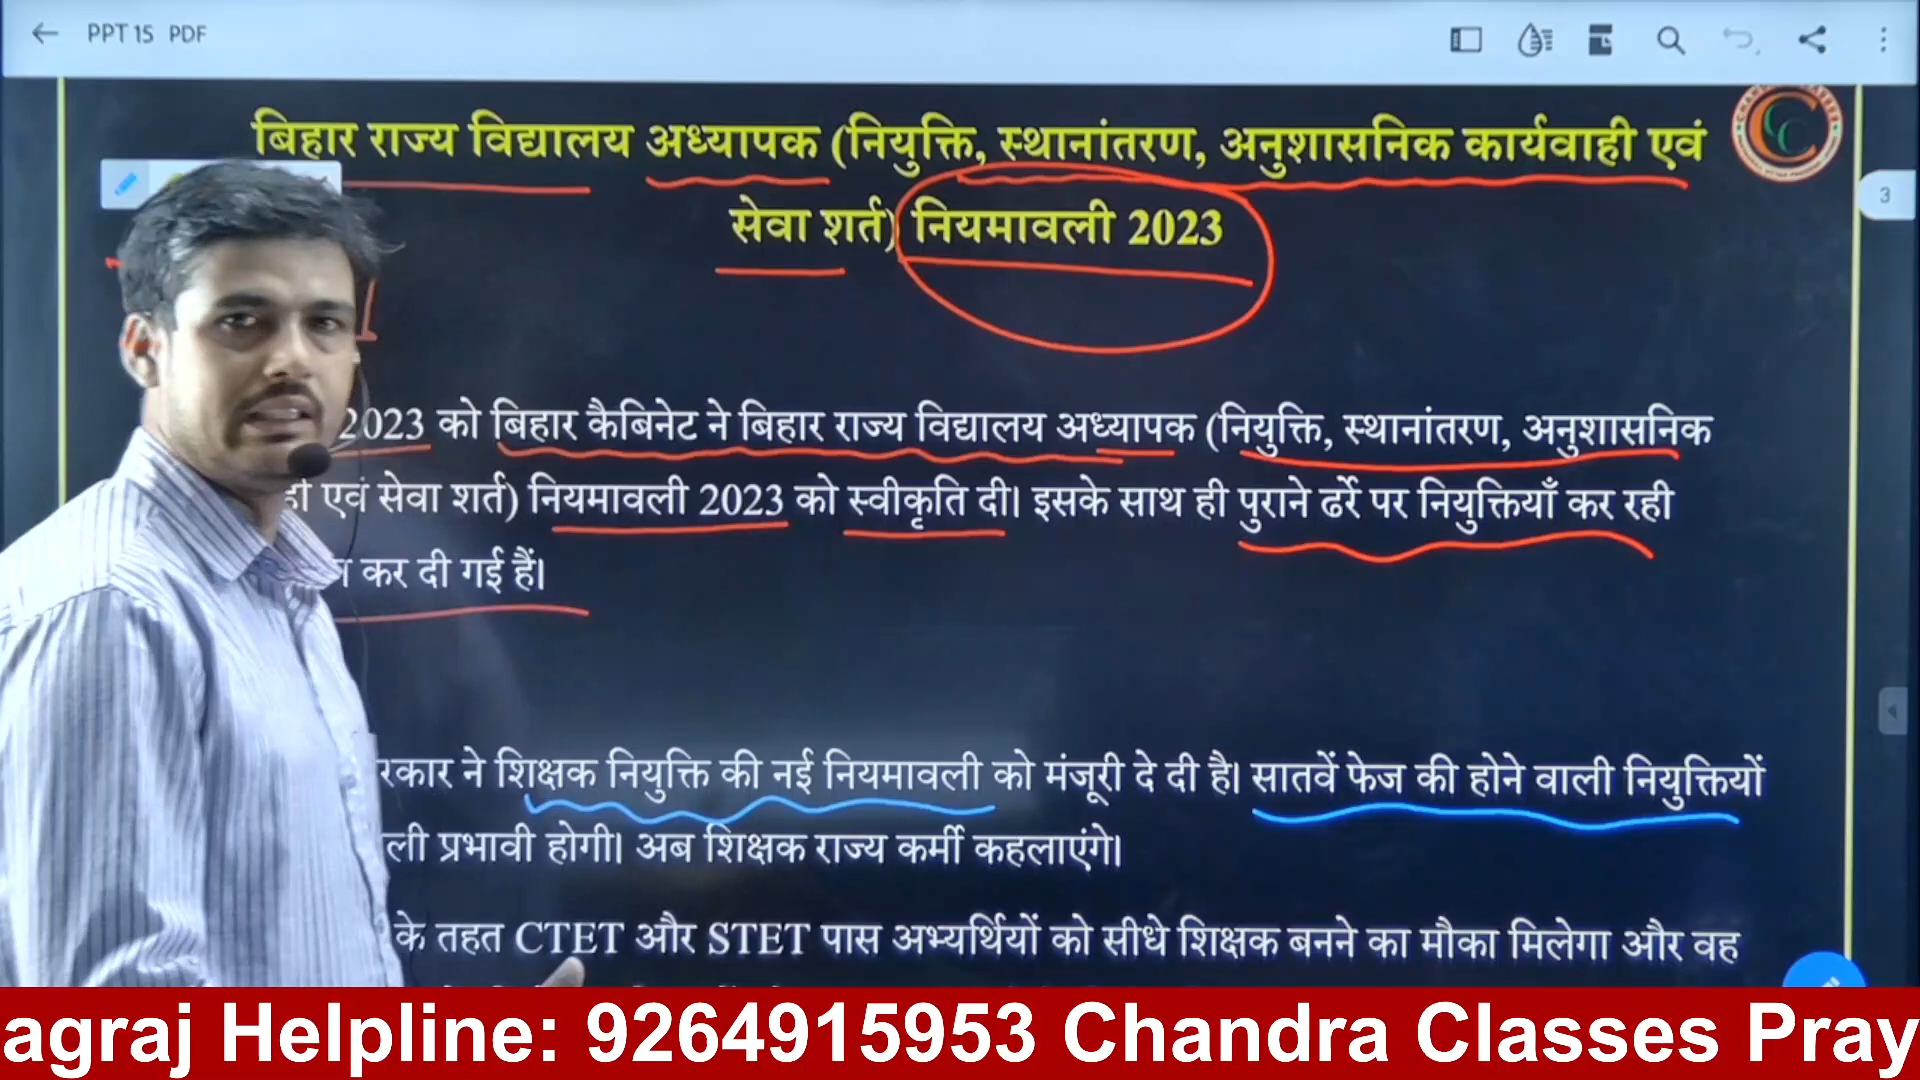 PPT 15 PDF
बिहार राज्य विद्यालय अध्यापक (नियुक्ति, स्थानांतरण, अनुशासनिक कार्यवाही एवं
सेवा शर्त) नियमावली 2023
3
2023 को बिहार कैबिनेट ने बिहार राज्य विद्यालय अध्यापक (नियुक्ति, स्थानांतरण, अनुशासनिक
एवं सेवा शर्त) नियमावली 2023 को स्वीकृति दी। इसके साथ ही पुराने ढर्रे पर नियुक्तियाँ कर रही
कर दी गई हैं।
रकार ने शिक्षक नियुक्ति की नई नियमावली को मंजूरी दे दी है। सातवें फेज की होने वाली नियुक्तियों
ली प्रभावी होगी। अब शिक्षक राज्य कर्मी कहलाएंगे।
के तहत CTET और STET पास अभ्यर्थियों को सीधे शिक्षक बनने का मौका मिलेगा और वह
agraj Helpline: 9264915953 Chandra Classes Pray